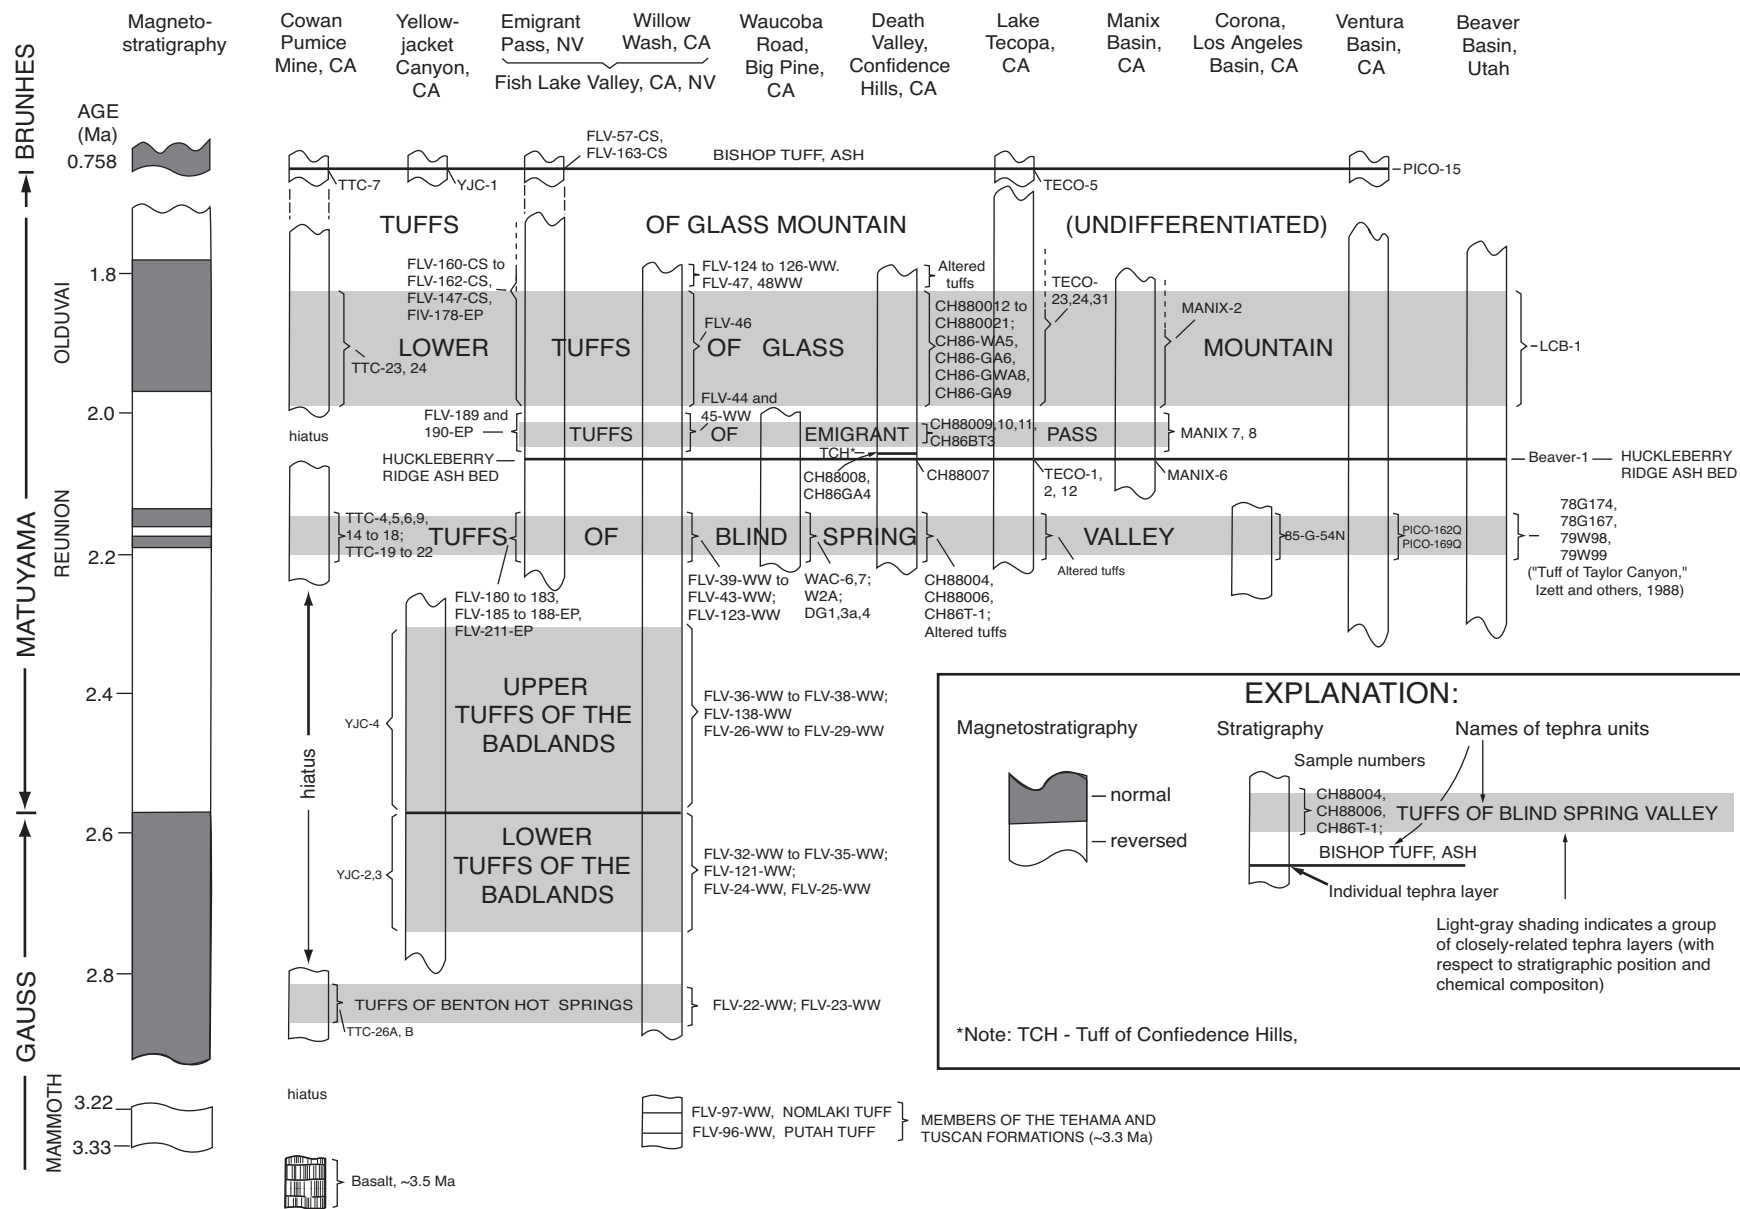 Magneto-
stratigraphy
Cowan
Pumice
Mine, CA
Yellow-
jacket
Canyon,
CA
Emigrant
Pass, NV
Willow
Wash, CA
Fish Lake Valley, CA, NV
Waucoba
Road,
Big Pine,
CA
Death
Valley,
Confidence
Hills, CA
Lake
Tecopa,
CA
Manix
Basin,
CA
Corona,
Los Angeles
Basin, CA
Ventura
Basin,
CA
Beaver
Basin,
Utah
BRUNHES
MATUYAMA
GAUSS
OLDUVAI
REUNION
MAMMOTH
AGE
(Ma)
0.758
1.8
2.0
2.2
2.4
2.6
2.8
3.22
3.33
FLV-57-CS,
FLV-163-CS
BISHOP TUFF, ASH
PICO-15
TTC-7
YJC-1
TECO-5
TUFFS OF GLASS MOUNTAIN (UNDIFFERENTIATED)
FLV-160-CS to
FLV-162-CS,
FLV-147-CS,
FIV-178-EP
FLV-124 to 126-WW.
FLV-47, 48WW
Altered
tuffs
TECO-
23,24,31
MANIX-2
CH880012 to
CH880021;
CH86-WA5,
CH86-GA6,
CH86-GWA8,
CH86-GA9
FLV-46
LOWER TUFFS OF GLASS MOUNTAIN
LCB-1
TTC-23, 24
FLV-44 and
45-WW
FLV-189 and
190-EP
hiatus
TUFFS OF EMIGRANT PASS
CH88009,10,11,
CH86BT3
MANIX 7, 8
TCH*
HUCKLEBERRY
RIDGE ASH BED
CH88008,
CH86GA4
CH88007
TECO-1,
2, 12
MANIX-6
Beaver-1
HUCKLEBERRY
RIDGE ASH BED
TTC-4,5,6,9,
14 to 18;
TTC-19 to 22
TUFFS OF BLIND SPRING VALLEY
85-G-54N
PICO-162Q
PICO-169Q
78G174,
78G167,
79W98,
79W99
("Tuff of Taylor Canyon,"
Izett and others, 1988)
FLV-180 to 183,
FLV-185 to 188-EP,
FLV-211-EP
FLV-39-WW to
FLV-43-WW;
FLV-123-WW
WAC-6,7;
W2A;
DG1,3a,4
CH88004,
CH88006,
CH86T-1;
Altered tuffs
Altered tuffs
hiatus
YJC-4
UPPER
TUFFS OF THE
BADLANDS
FLV-36-WW to FLV-38-WW;
FLV-138-WW
FLV-26-WW to FLV-29-WW
YJC-2,3
LOWER
TUFFS OF THE
BADLANDS
FLV-32-WW to FLV-35-WW;
FLV-121-WW;
FLV-24-WW, FLV-25-WW
TUFFS OF BENTON HOT SPRINGS
FLV-22-WW; FLV-23-WW
TTC-26A, B
hiatus
FLV-97-WW, NOMLAKI TUFF
FLV-96-WW, PUTAH TUFF
MEMBERS OF THE TEHAMA AND
TUSCAN FORMATIONS (~3.3 Ma)
Basalt, ~3.5 Ma
EXPLANATION:
Magnetostratigraphy
normal
reversed
Stratigraphy
Names of tephra units
Sample numbers
CH88004,
CH88006,
CH86T-1;
TUFFS OF BLIND SPRING VALLEY
BISHOP TUFF, ASH
Individual tephra layer
Light-gray shading indicates a group
of closely-related tephra layers (with
respect to stratigraphic position and
chemical compositon)
*Note: TCH - Tuff of Confiedence Hills,